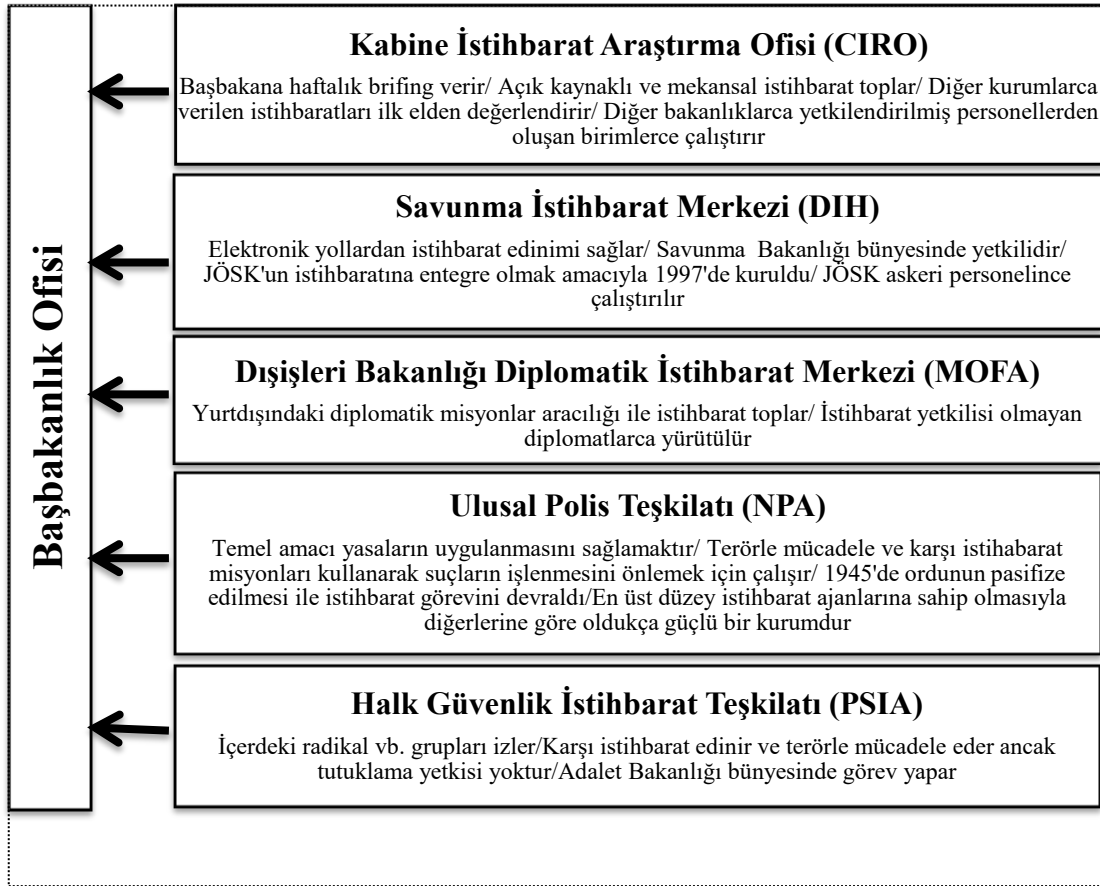 Başbakanlık Ofisi
Kabine İstihbarat Araştırma Ofisi (CIRO)
Başbakana haftalık brifing verir/ Açık kaynaklı ve mekansal istihbarat toplar/ Diğer kurumlarca
verilen istihbaratları ilk elden değerlendirir/ Diğer bakanlıklarca yetkilendirilmiş personellerden
oluşan birimlerce çalıştırır
Savunma İstihbarat Merkezi (DIH)
Elektronik yollardan istihbarat edinimi sağlar/ Savunma Bakanlığı bünyesinde yetkilidir/
JÖSK'un istihbaratına entegre olmak amacıyla 1997'de kuruldu/ JÖSK askeri personelince
çalıştırılır
Dışişleri Bakanlığı Diplomatik İstihbarat Merkezi (MOFA)
Yurtdışındaki diplomatik misyonlar aracılığı ile istihbarat toplar/ İstihbarat yetkilisi olmayan
diplomatlarca yürütülür
Ulusal Polis Teşkilatı (NPA)
Temel amacı yasaların uygulanmasını sağlamaktır/ Terörle mücadele ve karşı istihabarat
misyonları kullanarak suçların işlenmesini önlemek için çalışır/ 1945'de ordunun pasifize
edilmesi ile istihbarat görevini devraldı/En üst düzey istihbarat ajanlarına sahip olmasıyla
diğerlerine göre oldukça güçlü bir kurumdur
Halk Güvenlik İstihbarat Teşkilatı (PSIA)
İçerdeki radikal vb. grupları izler/Karşı istihbarat edinir ve terörle mücadele eder ancak
tutuklama yetkisi yoktur/Adalet Bakanlığı bünyesinde görev yapar